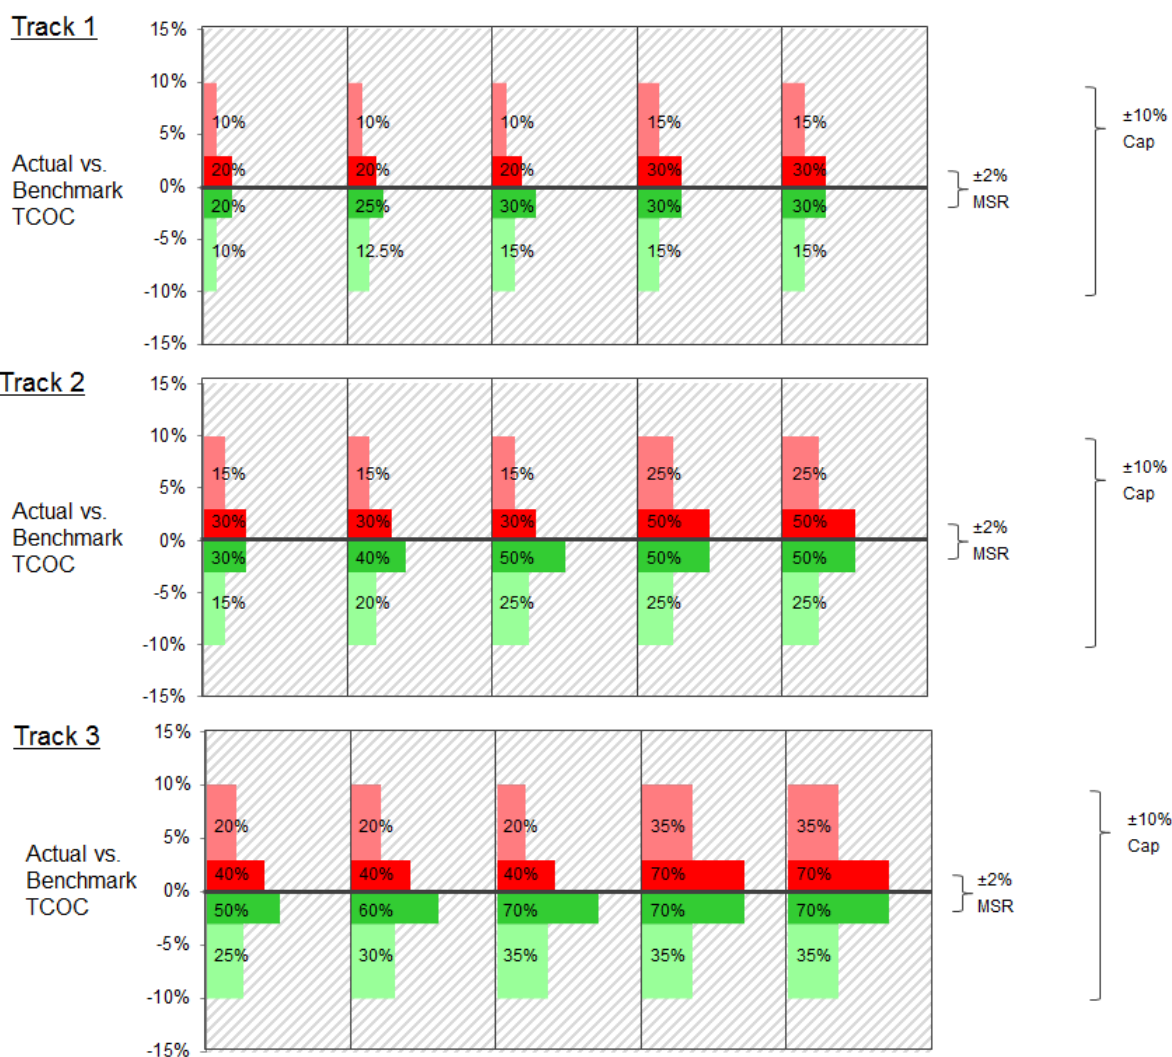 Track 1
15%
10%
5%
0%
-5%
-10%
-15%
Actual vs.
Benchmark
TCOC
10% 10% 10% 15% 15%
20% 20% 20% 30% 30%
20% 25% 30% 30% 30%
10% 12.5% 15% 15% 15%
±2%
MSR
±10%
Cap
Track 2
15%
10%
5%
0%
-5%
-10%
-15%
Actual vs.
Benchmark
TCOC
15% 15% 15% 25% 25%
30% 30% 30% 50% 50%
30% 40% 50% 50% 50%
15% 20% 25% 25% 25%
±2%
MSR
±10%
Cap
Track 3
15%
10%
5%
0%
-5%
-10%
-15%
Actual vs.
Benchmark
TCOC
20% 20% 20% 35% 35%
40% 40% 40% 70% 70%
50% 60% 70% 70% 70%
25% 30% 35% 35% 35%
±2%
MSR
±10%
Cap